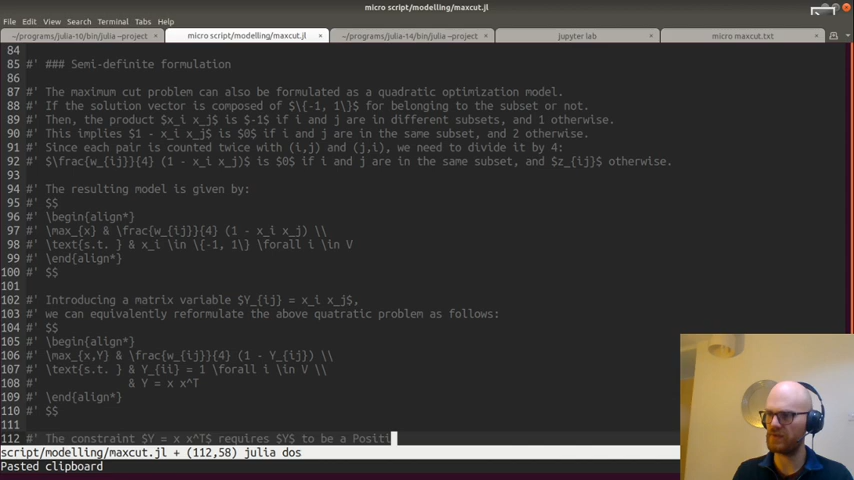 micro script/modelling/maxcut.jl
File Edit View Search Terminal Tabs Help
~/programs/julia-10/bin/julia --project × micro script/modelling/maxcut.jl × ~/programs/julia-14/bin/julia --project × jupyter lab × micro maxcut.txt ×
84
85 #' ### Semi-definite formulation
86
87 #' The maximum cut problem can also be formulated as a quadratic optimization model.
88 #' If the solution vector is composed of $\{-1, 1\}$ for belonging to the subset or not.
89 #' Then, the product $x_i x_j$ is $-1$ if i and j are in different subsets, and 1 otherwise.
90 #' This implies $1 - x_i x_j$ is $0$ if i and j are in the same subset, and 2 otherwise.
91 #' Since each pair is counted twice with (i,j) and (j,i), we need to divide it by 4:
92 #' $\frac{w_{ij}}{4} (1 - x_i x_j)$ is $0$ if i and j are in the same subset, and $z_{ij}$ otherwise.
93
94 #' The resulting model is given by:
95 #' $$
96 #' \begin{align*}
97 #' \max_{x} & \frac{w_{ij}}{4} (1 - x_i x_j) \\
98 #' \text{s.t. } & x_i \in \{-1, 1\} \forall i \in V
99 #' \end{align*}
100 #' $$
101
102 #' Introducing a matrix variable $Y_{ij} = x_i x_j$,
103 #' we can equivalently reformulate the above quatratic problem as follows:
104 #' $$
105 #' \begin{align*}
106 #' \max_{x,Y} & \frac{w_{ij}}{4} (1 - Y_{ij}) \\
107 #' \text{s.t. } & Y_{ii} = 1 \forall i \in V \\
108 #' & Y = x x^T
109 #' \end{align*}
110 #' $$
111
112 #' The constraint $Y = x x^T$ requires $Y$ to be a Positi
script/modelling/maxcut.jl + (112,58) julia dos
Pasted clipboard